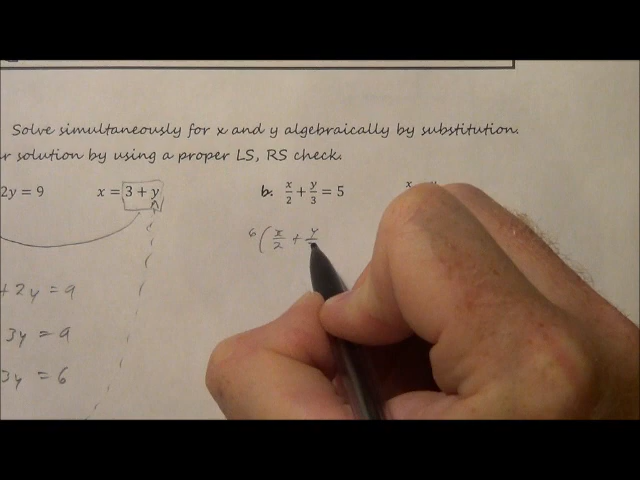 Solve simultaneously for x and y algebraically by substitution.
r solution by using a proper LS, RS check.
2y = 9 x = 3 + y b. x/2 + y/3 = 5
6 ( x/2 + y
+ 2y = 9
3y = 9
3y = 6